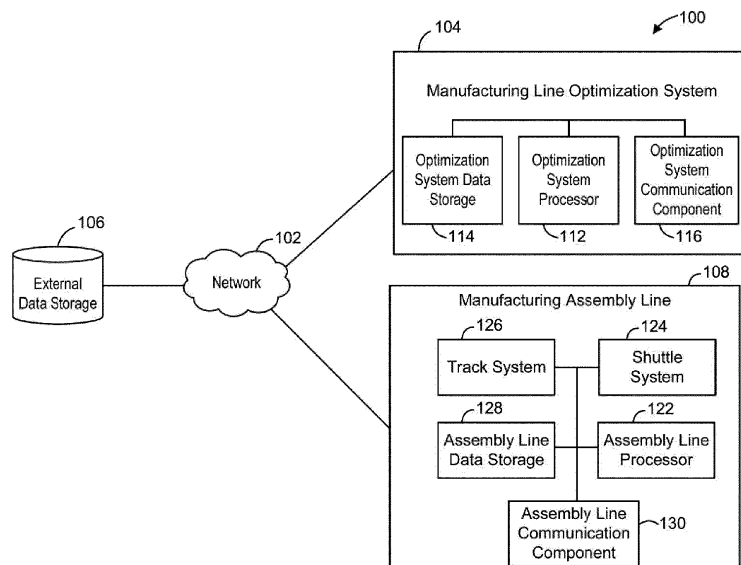 100
104
Manufacturing Line Optimization System
Optimization
System Data
Storage
114
Optimization
System
Processor
112
Optimization
System
Communication
Component
116
106
External
Data Storage
102
Network
108
Manufacturing Assembly Line
126
Track System
124
Shuttle
System
128
Assembly Line
Data Storage
122
Assembly Line
Processor
Assembly Line
Communication
Component
130